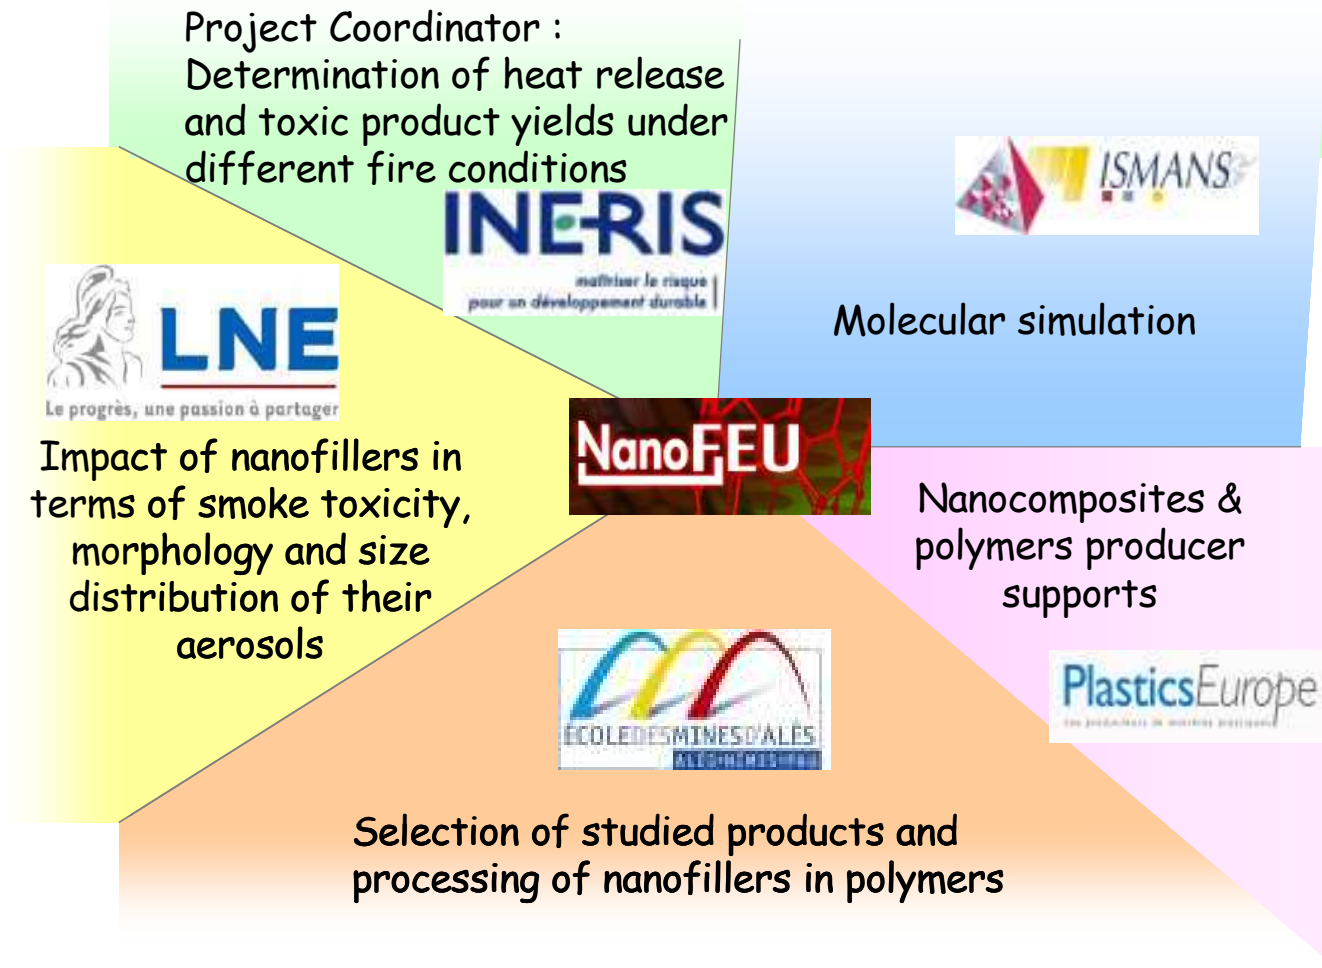 Project Coordinator :
Determination of heat release
and toxic product yields under
different fire conditions
INERIS
maîtriser le risque
pour un développement durable
ISMANS
Molecular simulation
LNE
Le progrès, une passion à partager
Impact of nanofillers in
terms of smoke toxicity,
morphology and size
distribution of their
aerosols
NanoFEU
Nanocomposites &
polymers producer
supports
PlasticsEurope
ÉCOLE DES MINES D'ALÈS
Selection of studied products and
processing of nanofillers in polymers